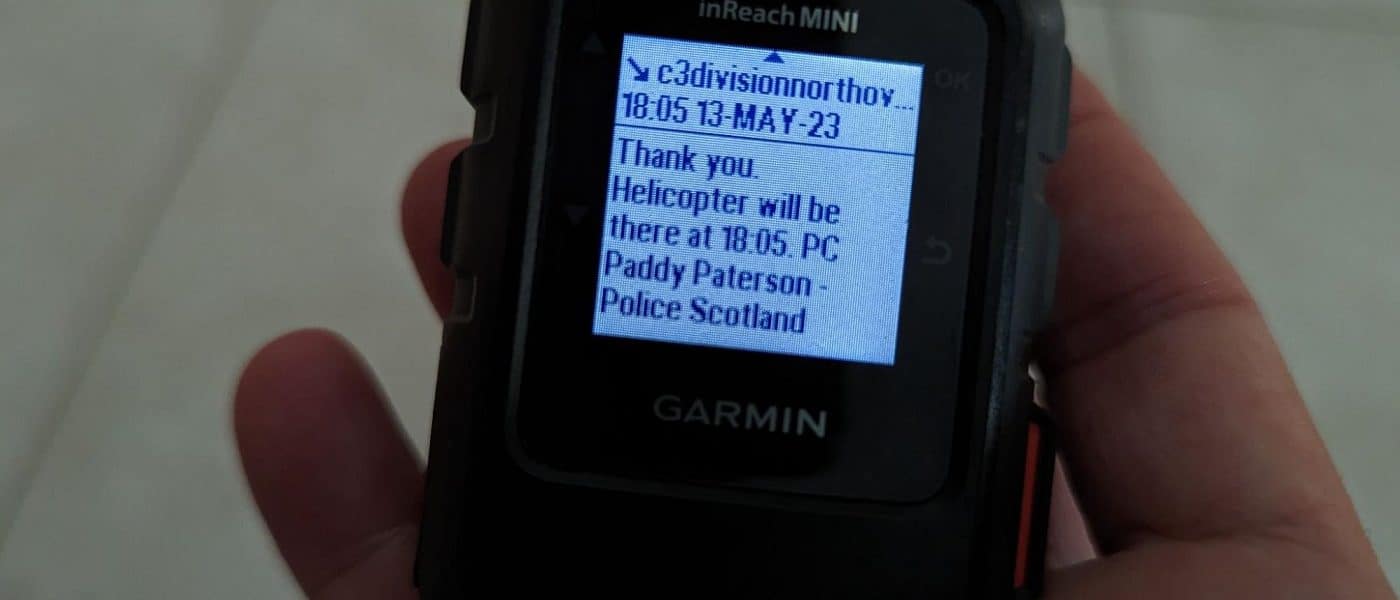 inReach MINI
c3divisionnorthov...
18:05 13-MAY-23
Thank you.
Helicopter will be
there at 18:05. PC
Paddy Paterson -
Police Scotland
OK
GARMIN